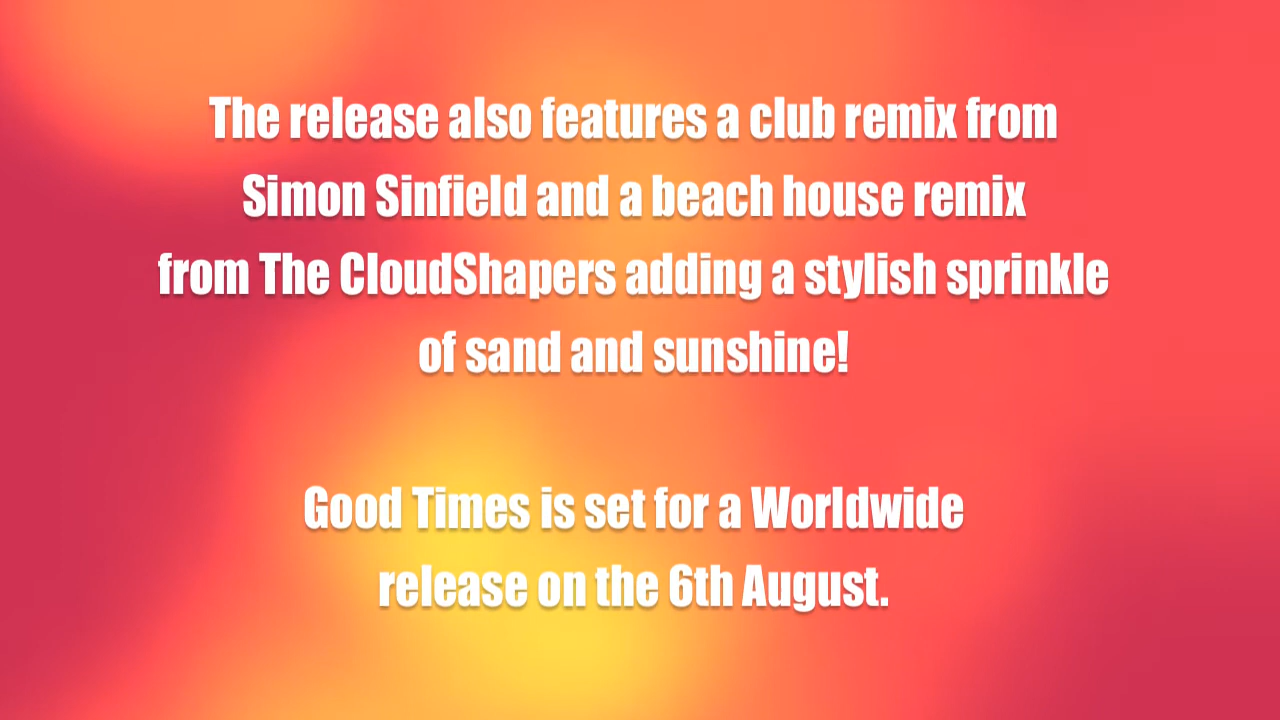 The release also features a club remix from
Simon Sinfield and a beach house remix
from The CloudShapers adding a stylish sprinkle
of sand and sunshine!
Good Times is set for a Worldwide
release on the 6th August.